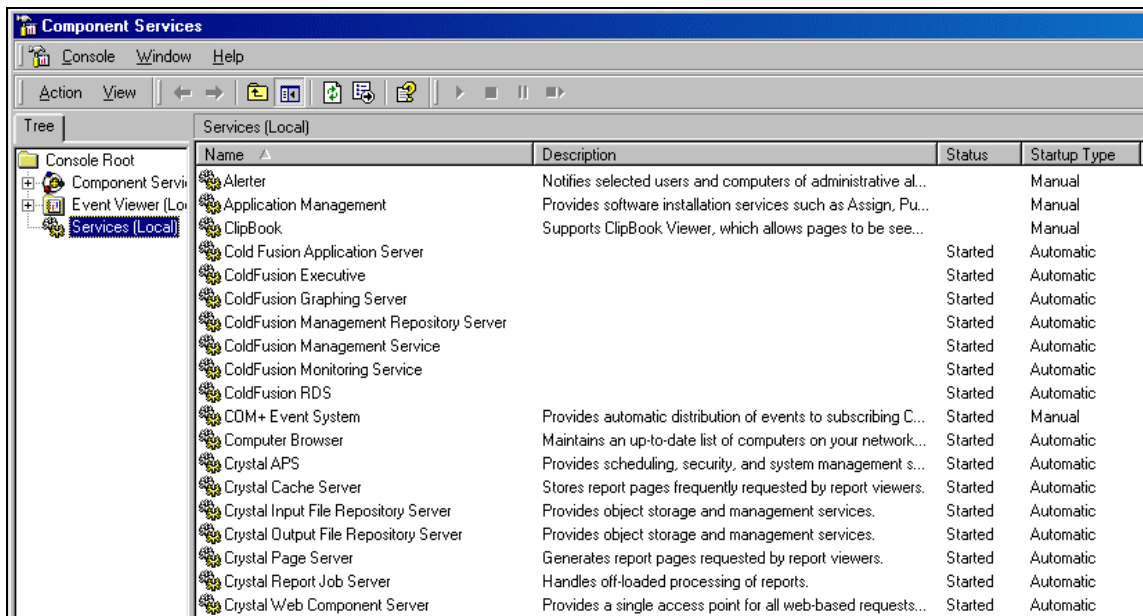 Component Services
Console Window Help
Action View
Tree Services (Local)
Console Root
Component Servi
Event Viewer (Lo
Services (Local)
Name Description Status Startup Type
Alerter Notifies selected users and computers of administrative al... Manual
Application Management Provides software installation services such as Assign, Pu... Manual
ClipBook Supports ClipBook Viewer, which allows pages to be see... Manual
Cold Fusion Application Server Started Automatic
ColdFusion Executive Started Automatic
ColdFusion Graphing Server Started Automatic
ColdFusion Management Repository Server Started Automatic
ColdFusion Management Service Started Automatic
ColdFusion Monitoring Service Started Automatic
ColdFusion RDS Started Automatic
COM+ Event System Provides automatic distribution of events to subscribing C... Started Manual
Computer Browser Maintains an up-to-date list of computers on your network... Started Automatic
Crystal APS Provides scheduling, security, and system management s... Started Automatic
Crystal Cache Server Stores report pages frequently requested by report viewers. Started Automatic
Crystal Input File Repository Server Provides object storage and management services. Started Automatic
Crystal Output File Repository Server Provides object storage and management services. Started Automatic
Crystal Page Server Generates report pages requested by report viewers. Started Automatic
Crystal Report Job Server Handles off-loaded processing of reports. Started Automatic
Crystal Web Component Server Provides a single access point for all web-based requests... Started Automatic